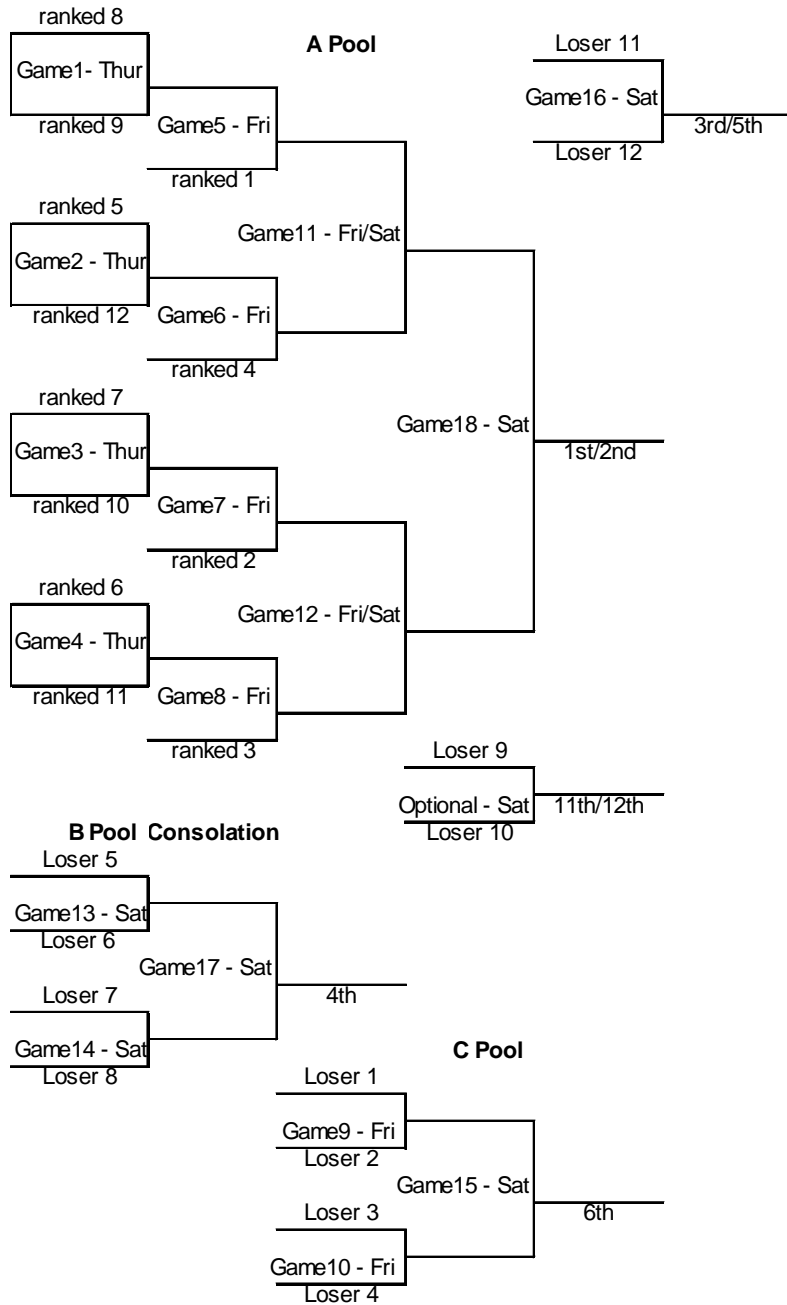 ranked 8
A Pool
Loser 11
Game1- Thur
Game16 - Sat
ranked 9
Game5 - Fri
3rd/5th
Loser 12
ranked 1
ranked 5
Game11 - Fri/Sat
Game2 - Thur
ranked 12
Game6 - Fri
ranked 4
ranked 7
Game18 - Sat
1st/2nd
Game3 - Thur
ranked 10
Game7 - Fri
ranked 2
ranked 6
Game12 - Fri/Sat
Game4 - Thur
ranked 11
Game8 - Fri
ranked 3
Loser 9
Optional - Sat
11th/12th
Loser 10
B Pool Consolation
Loser 5
Game13 - Sat
Loser 6
Game17 - Sat
4th
Loser 7
Game14 - Sat
Loser 8
C Pool
Loser 1
Game9 - Fri
Loser 2
Game15 - Sat
6th
Loser 3
Game10 - Fri
Loser 4